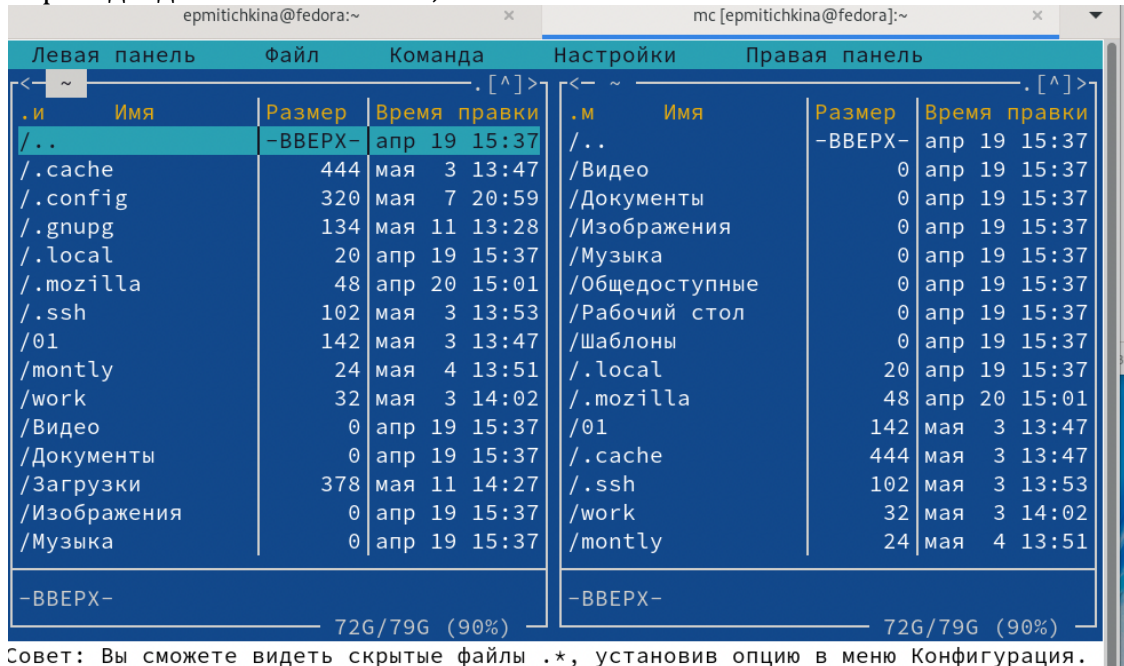 epmitichkina@fedora:~ × mc [epmitichkina@fedora]:~ ×
Левая панель Файл Команда Настройки Правая панель
<— ~ .[^]> <— ~ .[^]>
.и Имя Размер Время правки .м Имя Размер Время правки
/.. -ВВЕРХ- апр 19 15:37 /.. -ВВЕРХ- апр 19 15:37
/.cache 444 мая 3 13:47 /Видео 0 апр 19 15:37
/.config 320 мая 7 20:59 /Документы 0 апр 19 15:37
/.gnupg 134 мая 11 13:28 /Изображения 0 апр 19 15:37
/.local 20 апр 19 15:37 /Музыка 0 апр 19 15:37
/.mozilla 48 апр 20 15:01 /Общедоступные 0 апр 19 15:37
/.ssh 102 мая 3 13:53 /Рабочий стол 0 апр 19 15:37
/01 142 мая 3 13:47 /Шаблоны 0 апр 19 15:37
/montly 24 мая 4 13:51 /.local 20 апр 19 15:37
/work 32 мая 3 14:02 /.mozilla 48 апр 20 15:01
/Видео 0 апр 19 15:37 /01 142 мая 3 13:47
/Документы 0 апр 19 15:37 /.cache 444 мая 3 13:47
/Загрузки 378 мая 11 14:27 /.ssh 102 мая 3 13:53
/Изображения 0 апр 19 15:37 /work 32 мая 3 14:02
/Музыка 0 апр 19 15:37 /montly 24 мая 4 13:51
-ВВЕРХ- -ВВЕРХ-
72G/79G (90%) 72G/79G (90%)
Совет: Вы сможете видеть скрытые файлы .*, установив опцию в меню Конфигурация.